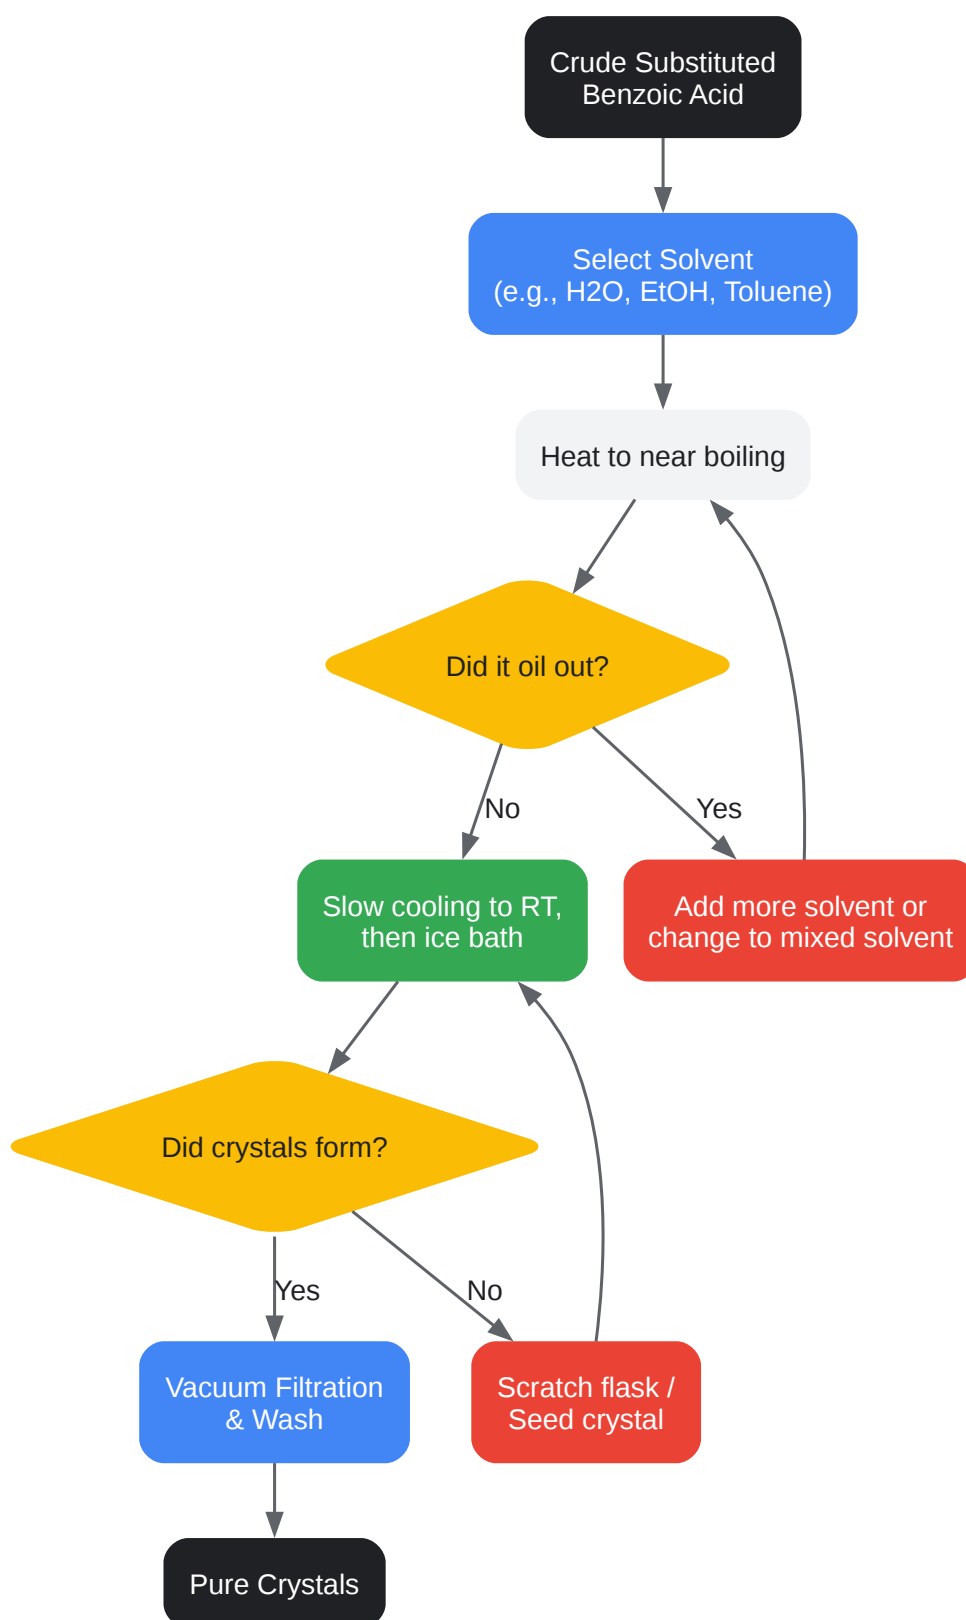 Crude Substituted
Benzoic Acid
Select Solvent
(e.g., H2O, EtOH, Toluene)
Heat to near boiling
Did it oil out?
No
Yes
Slow cooling to RT,
then ice bath
Add more solvent or
change to mixed solvent
Did crystals form?
Yes
No
Vacuum Filtration
& Wash
Scratch flask /
Seed crystal
Pure Crystals